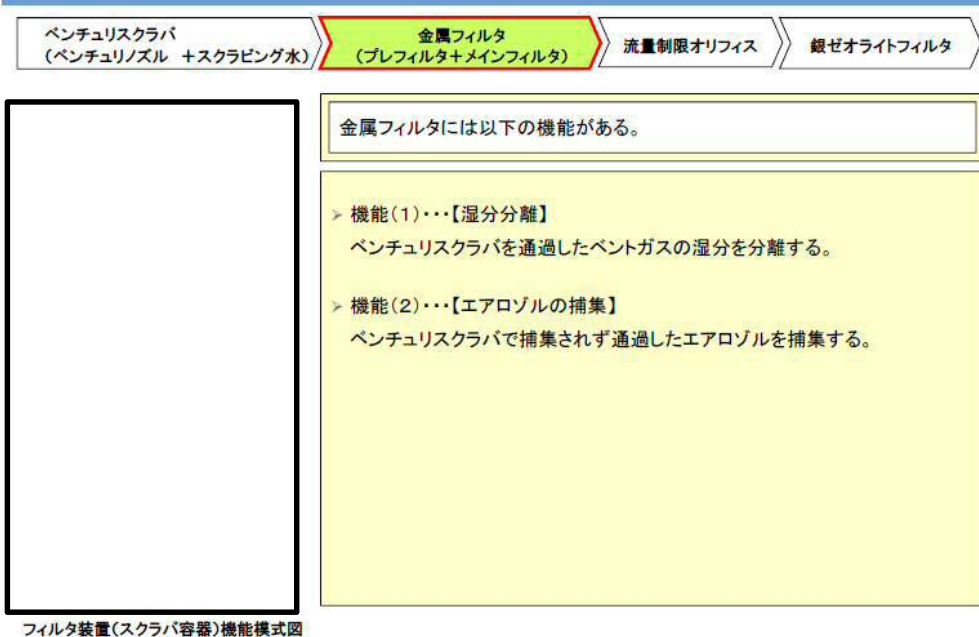 ベンチュリスクラバ
(ベンチュリノズル +スクラビング水)
金属フィルタ
(プレフィルタ+メインフィルタ)
流量制限オリフィス
銀ゼオライトフィルタ
金属フィルタには以下の機能がある。
➢ 機能(1)・・・【湿分分離】
ベンチュリスクラバを通過したベントガスの湿分を分離する。
➢ 機能(2)・・・【エアロゾルの捕集】
ベンチュリスクラバで捕集されず通過したエアロゾルを捕集する。
フィルタ装置(スクラバ容器)機能模式図